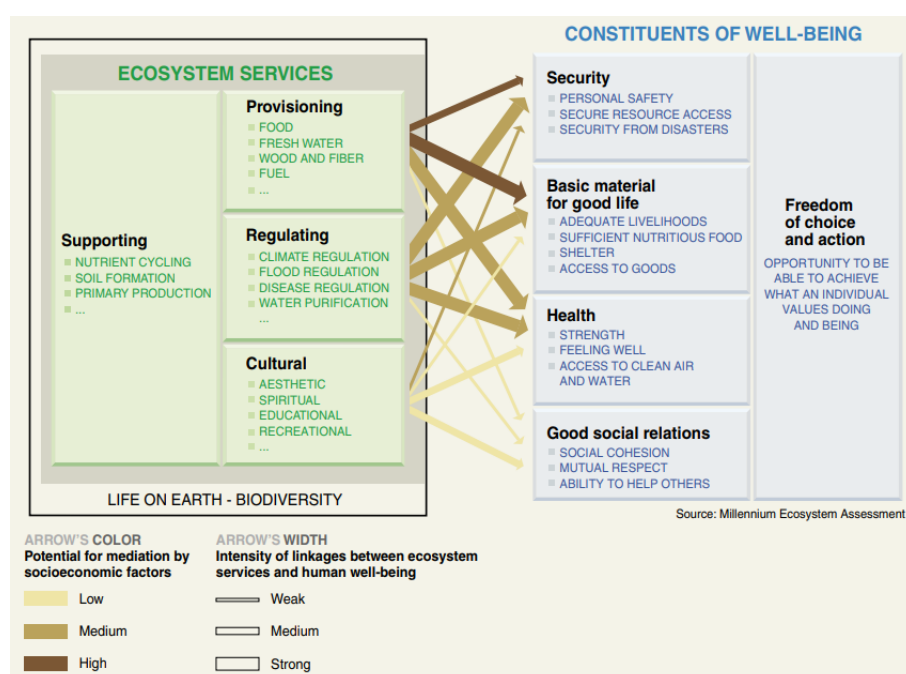 CONSTITUENTS OF WELL-BEING
ECOSYSTEM SERVICES
Supporting
NUTRIENT CYCLING
SOIL FORMATION
PRIMARY PRODUCTION
...
Provisioning
FOOD
FRESH WATER
WOOD AND FIBER
FUEL
...
Regulating
CLIMATE REGULATION
FLOOD REGULATION
DISEASE REGULATION
WATER PURIFICATION
...
Cultural
AESTHETIC
SPIRITUAL
EDUCATIONAL
RECREATIONAL
...
LIFE ON EARTH - BIODIVERSITY
Security
PERSONAL SAFETY
SECURE RESOURCE ACCESS
SECURITY FROM DISASTERS
Basic material
for good life
ADEQUATE LIVELIHOODS
SUFFICIENT NUTRITIOUS FOOD
SHELTER
ACCESS TO GOODS
Health
STRENGTH
FEELING WELL
ACCESS TO CLEAN AIR
AND WATER
Good social relations
SOCIAL COHESION
MUTUAL RESPECT
ABILITY TO HELP OTHERS
Freedom
of choice
and action
OPPORTUNITY TO BE
ABLE TO ACHIEVE
WHAT AN INDIVIDUAL
VALUES DOING
AND BEING
Source: Millennium Ecosystem Assessment
ARROW'S COLOR
Potential for mediation by
socioeconomic factors
Low
Medium
High
ARROW'S WIDTH
Intensity of linkages between ecosystem
services and human well-being
Weak
Medium
Strong